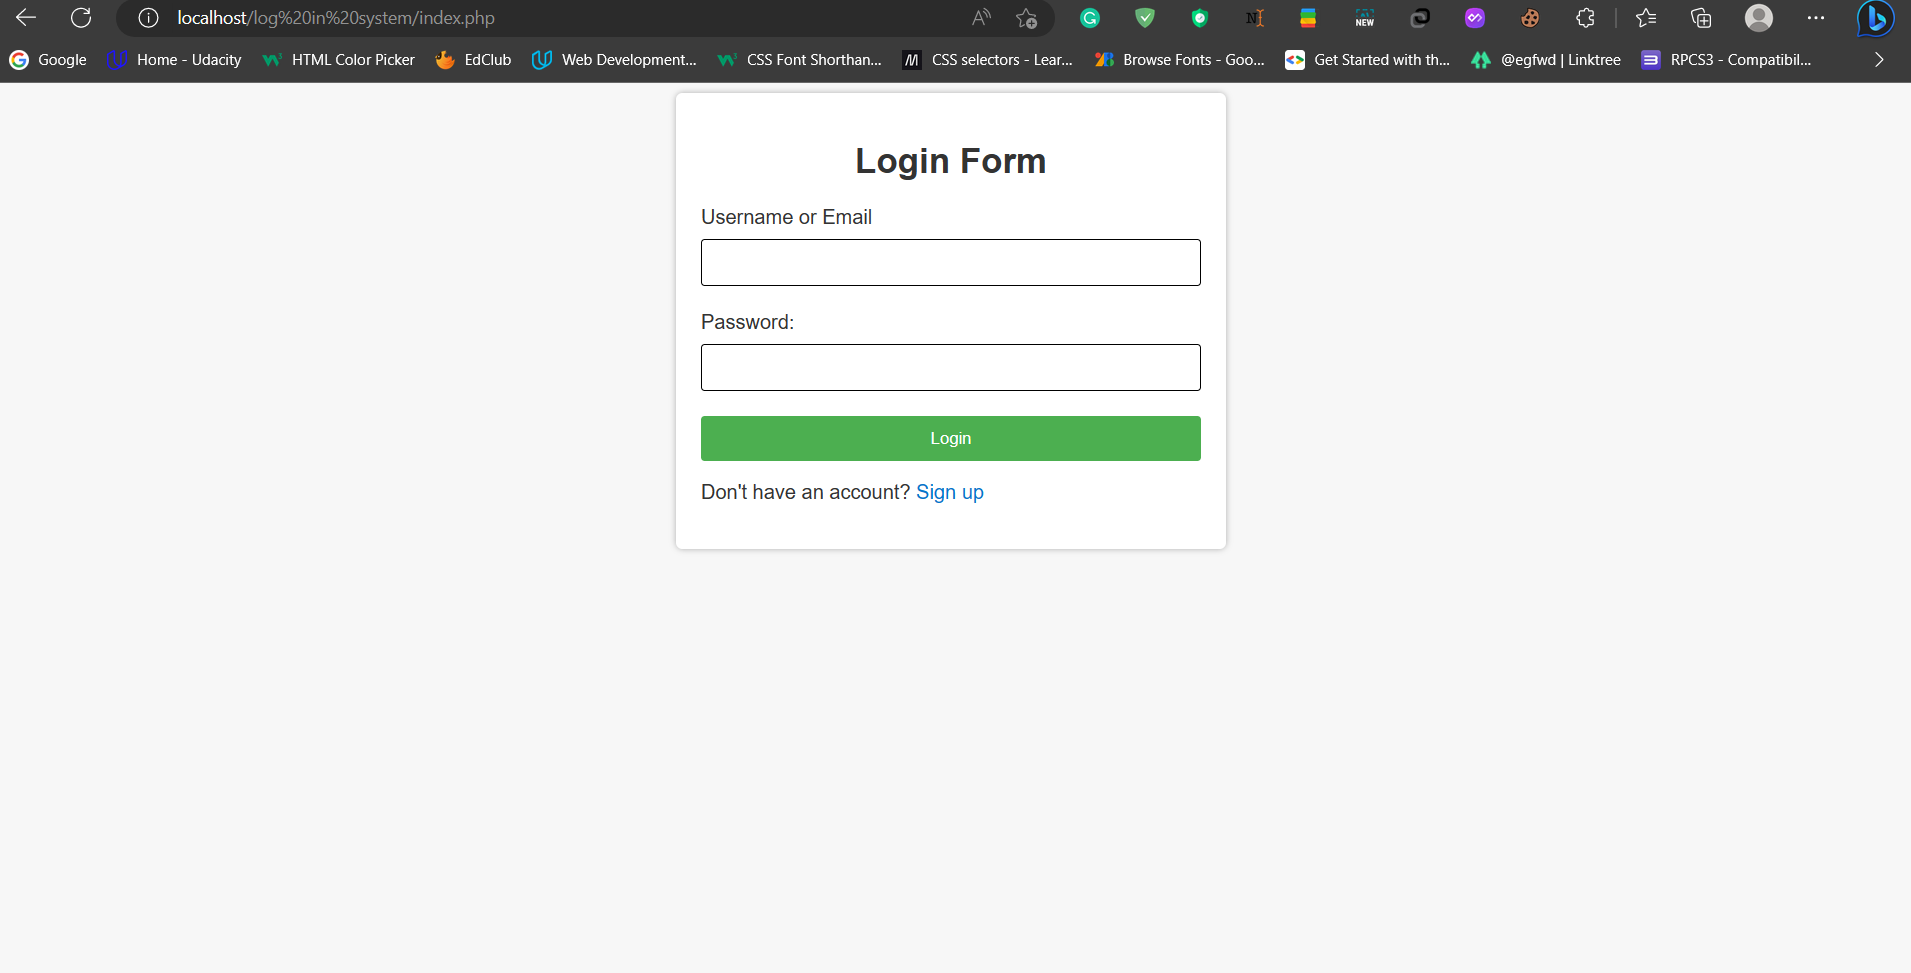 localhost/log%20in%20system/index.php
NEW
Google Home - Udacity HTML Color Picker EdClub Web Development... CSS Font Shorthan... CSS selectors - Lear... Browse Fonts - Goo... Get Started with th... @egfwd | Linktree RPCS3 - Compatibil...
Login Form
Username or Email
Password:
Login
Don't have an account? Sign up